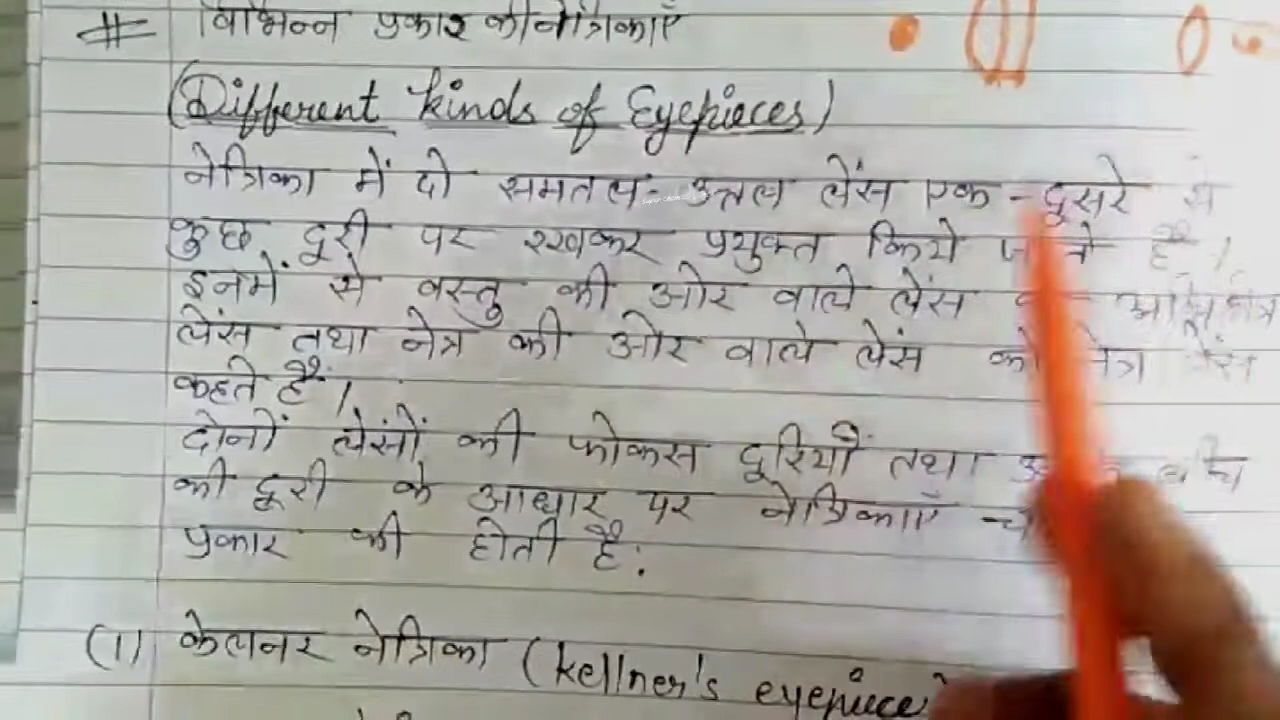 # विभिन्न प्रकार की नेत्रिकाएँ
(Different kinds of Eyepieces)
नेत्रिका में दो समतल- उत्तल लेंस एक - दूसरे से
कुछ दूरी पर रखकर प्रयुक्त किये जाते हैं।
इनमें से वस्तु की ओर वाले लेंस
लेंस तथा नेत्र की ओर वाले लेंस को नेत्र लेंस
कहते हैं।
दोनों लेंसों की फोकस दूरियाँ तथा बीच
की दूरी के आधार पर नेत्रिकाएँ
प्रकार की होती है:
(1) केलनर नेत्रिका (kellner's eyepiece)